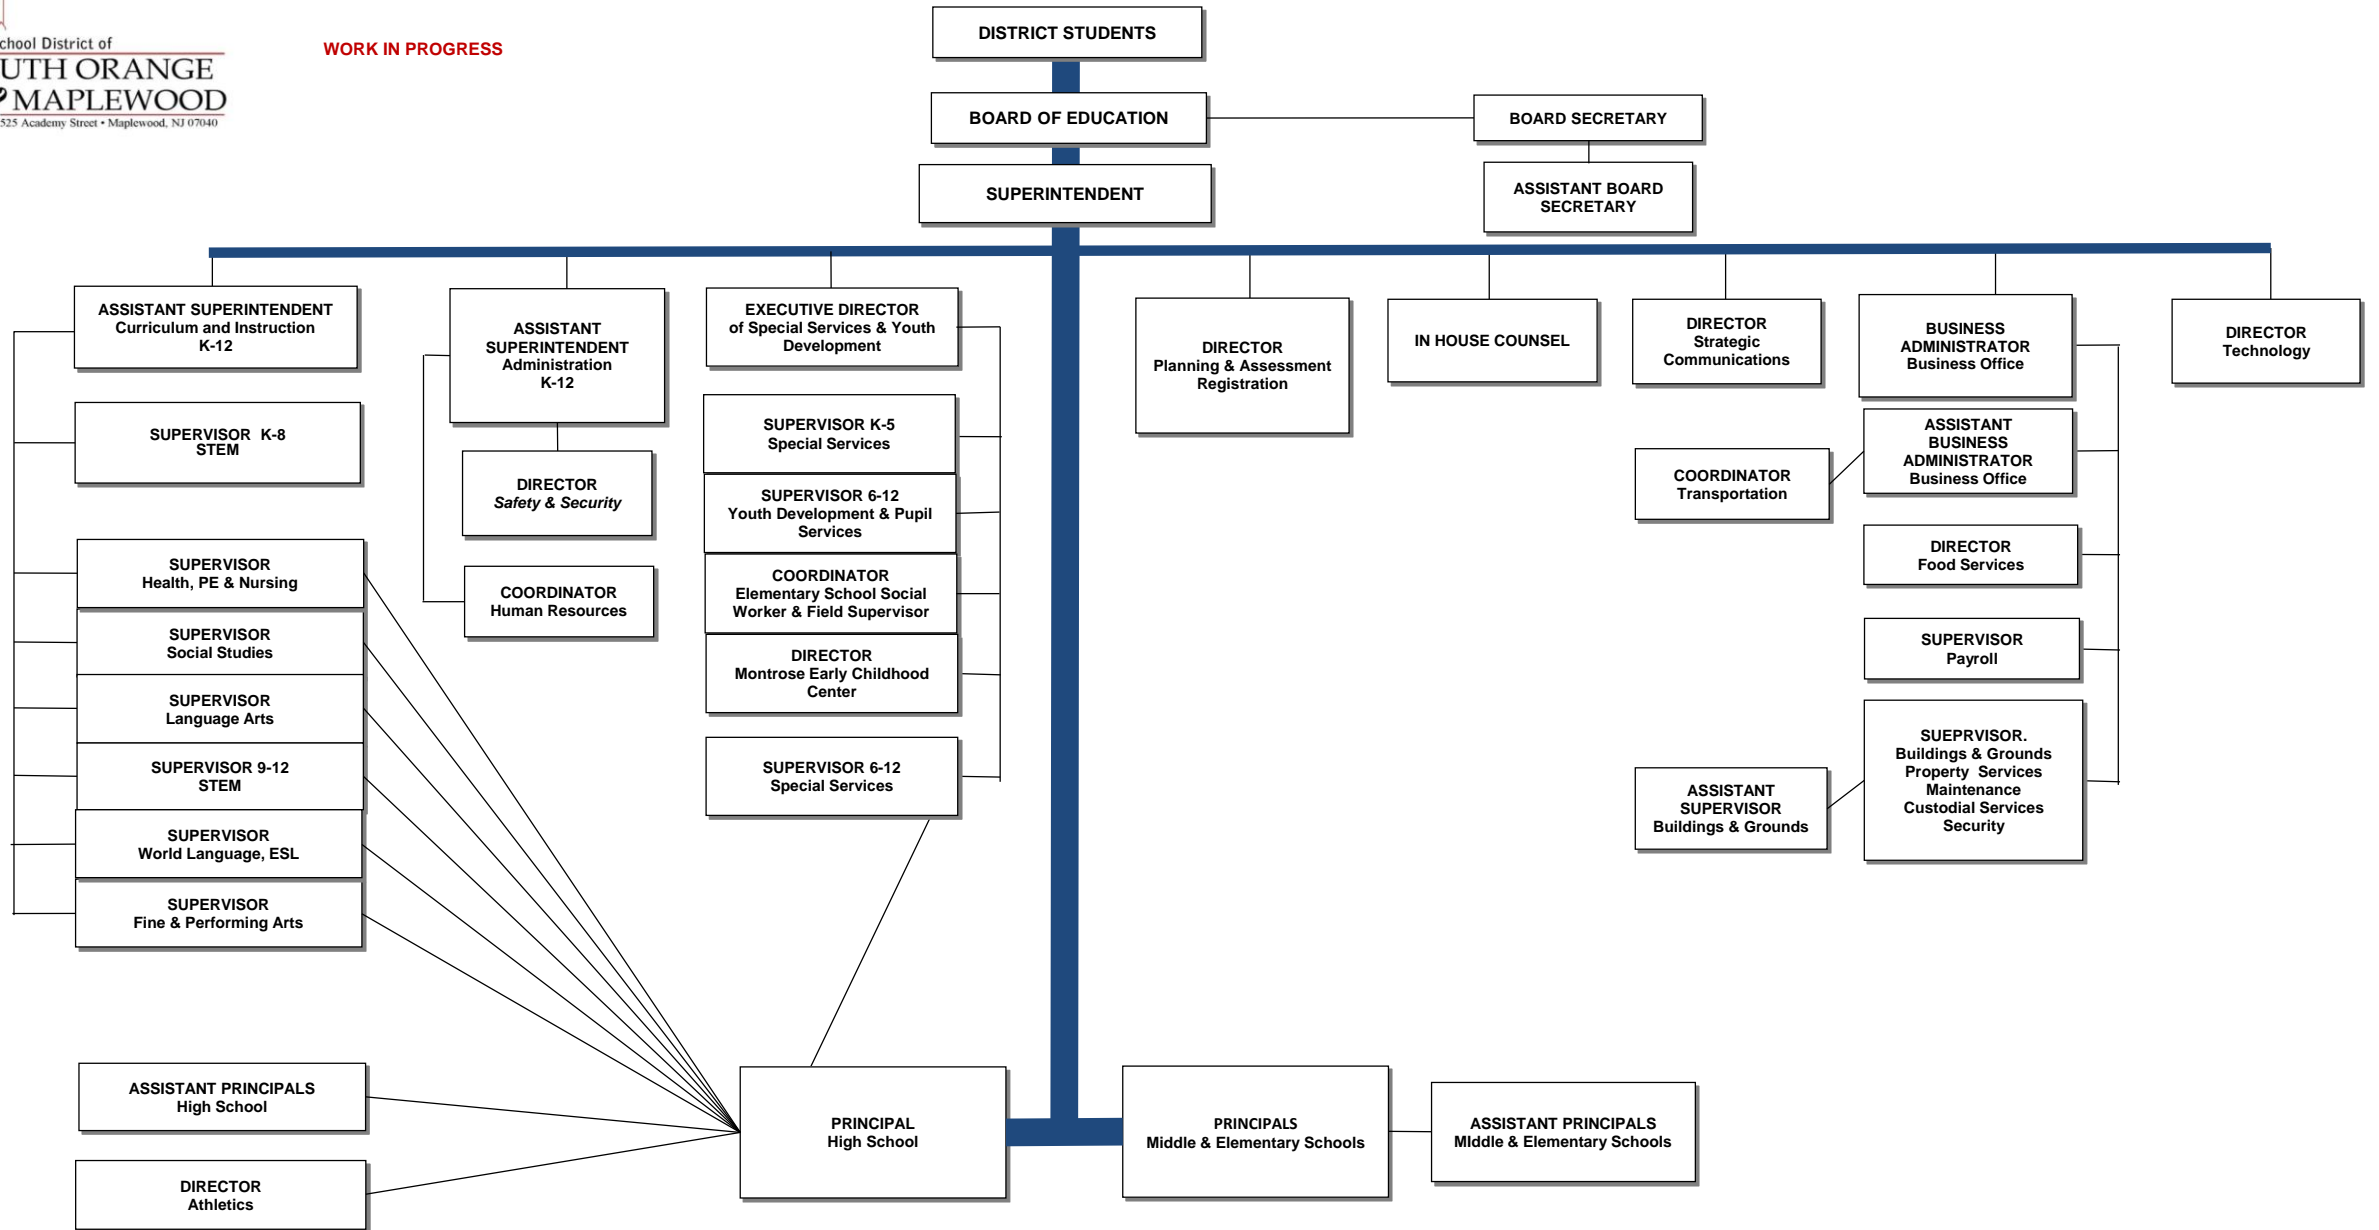 chool District of
UTH ORANGE
MAPLEWOOD
525 Academy Street • Maplewood, NJ 07040
WORK IN PROGRESS
DISTRICT STUDENTS
BOARD OF EDUCATION
BOARD SECRETARY
SUPERINTENDENT
ASSISTANT BOARD
SECRETARY
ASSISTANT SUPERINTENDENT
Curriculum and Instruction
K-12
ASSISTANT
SUPERINTENDENT
Administration
K-12
EXECUTIVE DIRECTOR
of Special Services & Youth
Development
DIRECTOR
Planning & Assessment
Registration
IN HOUSE COUNSEL
DIRECTOR
Strategic
Communications
BUSINESS
ADMINISTRATOR
Business Office
DIRECTOR
Technology
SUPERVISOR K-8
STEM
DIRECTOR
Safety & Security
SUPERVISOR K-5
Special Services
SUPERVISOR 6-12
Youth Development & Pupil
Services
COORDINATOR
Transportation
ASSISTANT
BUSINESS
ADMINISTRATOR
Business Office
SUPERVISOR
Health, PE & Nursing
COORDINATOR
Human Resources
COORDINATOR
Elementary School Social
Worker & Field Supervisor
DIRECTOR
Food Services
SUPERVISOR
Social Studies
DIRECTOR
Montrose Early Childhood
Center
SUPERVISOR
Payroll
SUPERVISOR
Language Arts
SUPERVISOR 9-12
STEM
SUPERVISOR 6-12
Special Services
ASSISTANT
SUPERVISOR
Buildings & Grounds
SUEPRVISOR.
Buildings & Grounds
Property Services
Maintenance
Custodial Services
Security
SUPERVISOR
World Language, ESL
SUPERVISOR
Fine & Performing Arts
ASSISTANT PRINCIPALS
High School
PRINCIPAL
High School
PRINCIPALS
Middle & Elementary Schools
ASSISTANT PRINCIPALS
MIddle & Elementary Schools
DIRECTOR
Athletics